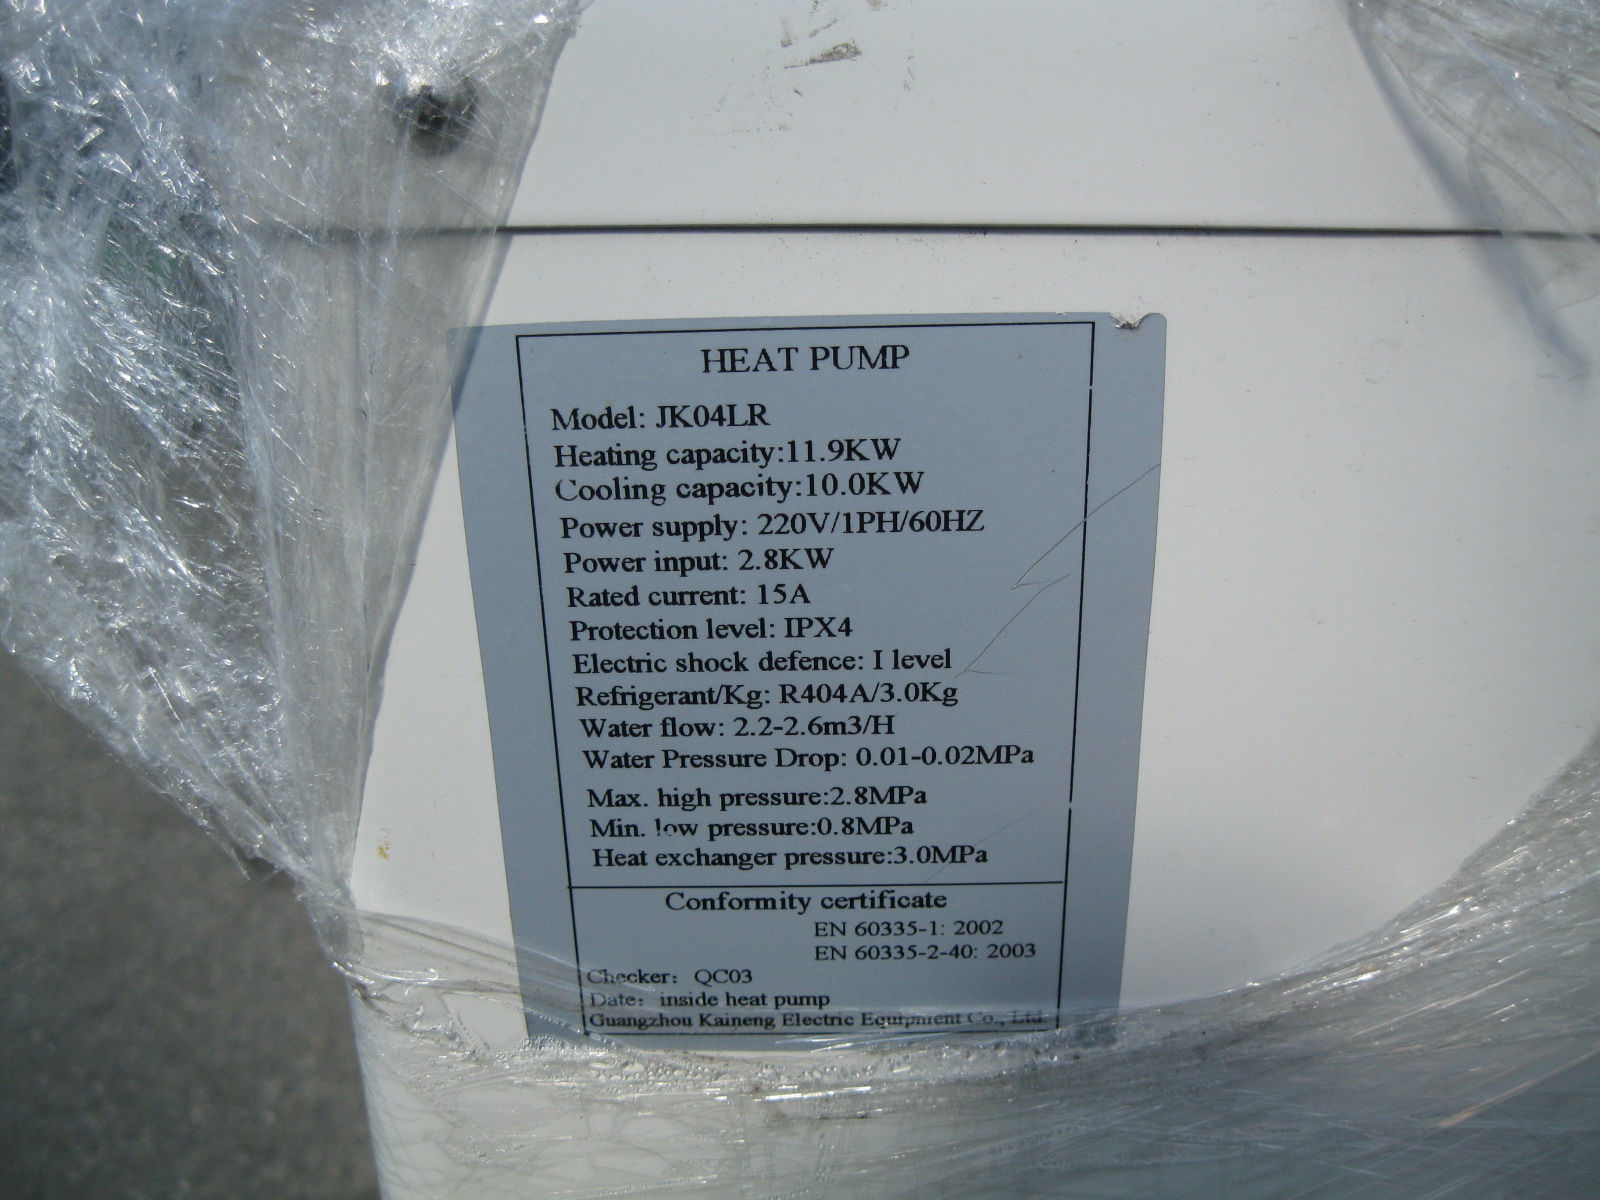 HEAT PUMP
Model: JK04LR
Heating capacity:11.9KW
Cooling capacity:10.0KW
Power supply: 220V/1PH/60HZ
Power input: 2.8KW
Rated current: 15A
Protection level: IPX4
Electric shock defence: I level
Refrigerant/Kg: R404A/3.0Kg
Water flow: 2.2-2.6m3/H
Water Pressure Drop: 0.01-0.02MPa
Max. high pressure:2.8MPa
Min. low pressure:0.8MPa
Heat exchanger pressure:3.0MPa
Conformity certificate
EN 60335-1: 2002
EN 60335-2-40: 2003
Checker: QC03
Date: inside heat pump
Guangzhou Kaineng Electric Equipment Co., Ltd.